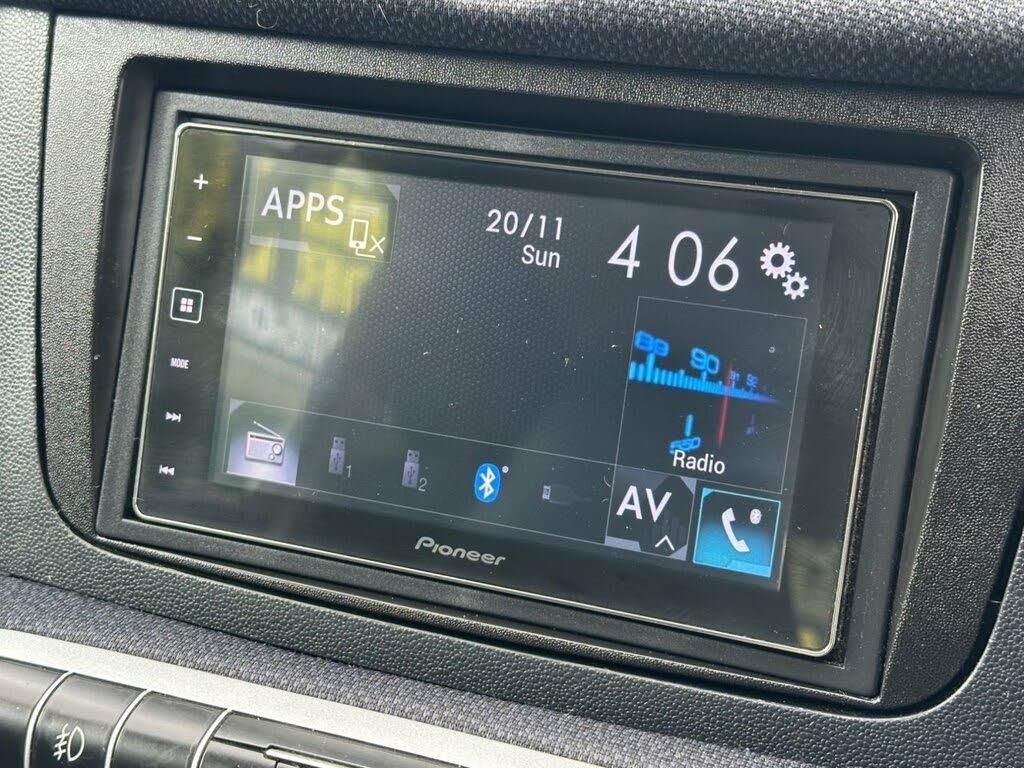 +
−
MODE
APPS
20/11
Sun
4 06
88 90
Radio
1
2
AV
Pioneer